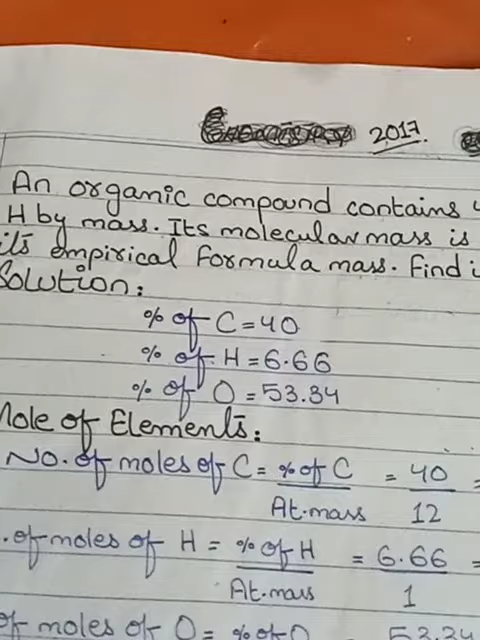 2017
An organic compound contains
H by mass. Its molecular mass is
its empirical formula mass. Find
Solution:
% of C = 40
% of H = 6.66
% of O = 53.34
Mole of Elements:
No. of moles of C = % of C / At. mass = 40 / 12 =
. of moles of H = % of H / At. mass = 6.66 / 1 =
of moles of O = % of O 53.34